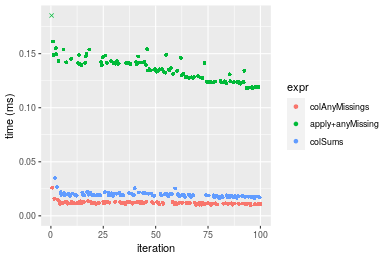 0.15
0.10
0.05
0.00
time (ms)
0
25
50
75
100
iteration
expr
colAnyMissings
apply+anyMissing
colSums